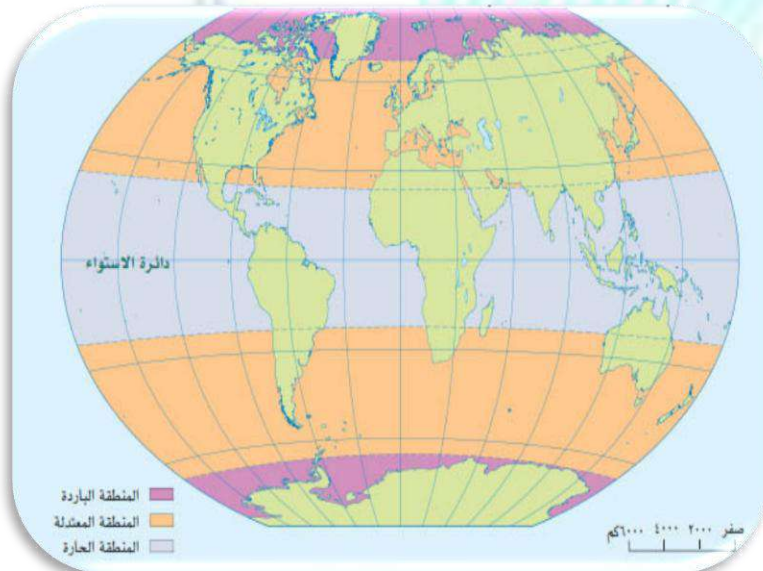 دائرة الاستواء
المنطقة الباردة
المنطقة المعتدلة
المنطقة الحارة
صفر ٢٠٠٠ ٤٠٠٠ ٦٠٠٠كم